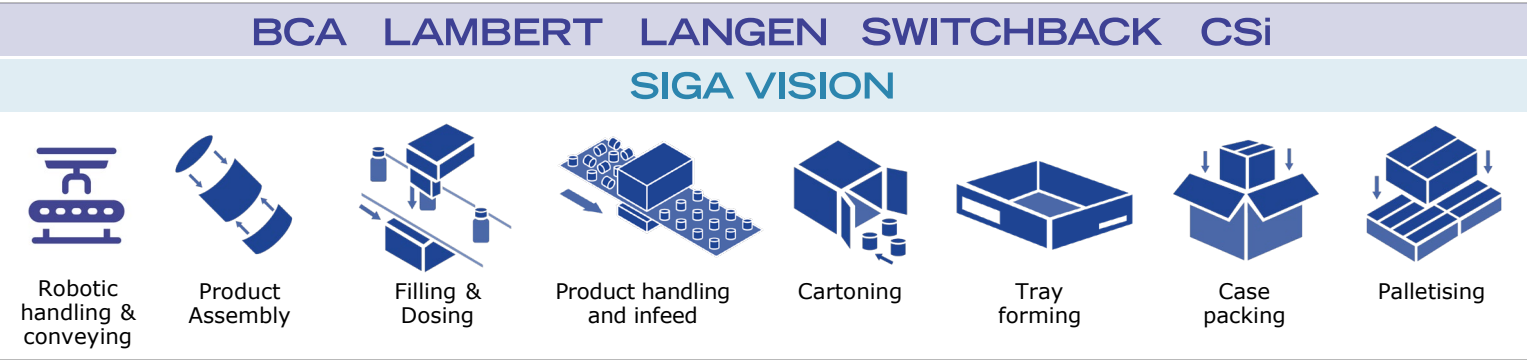 BCA LAMBERT LANGEN SWITCHBACK CSi
SIGA VISION
Robotic
handling &
conveying
Product
Assembly
Filling &
Dosing
Product handling
and infeed
Cartoning
Tray
forming
Case
packing
Palletising